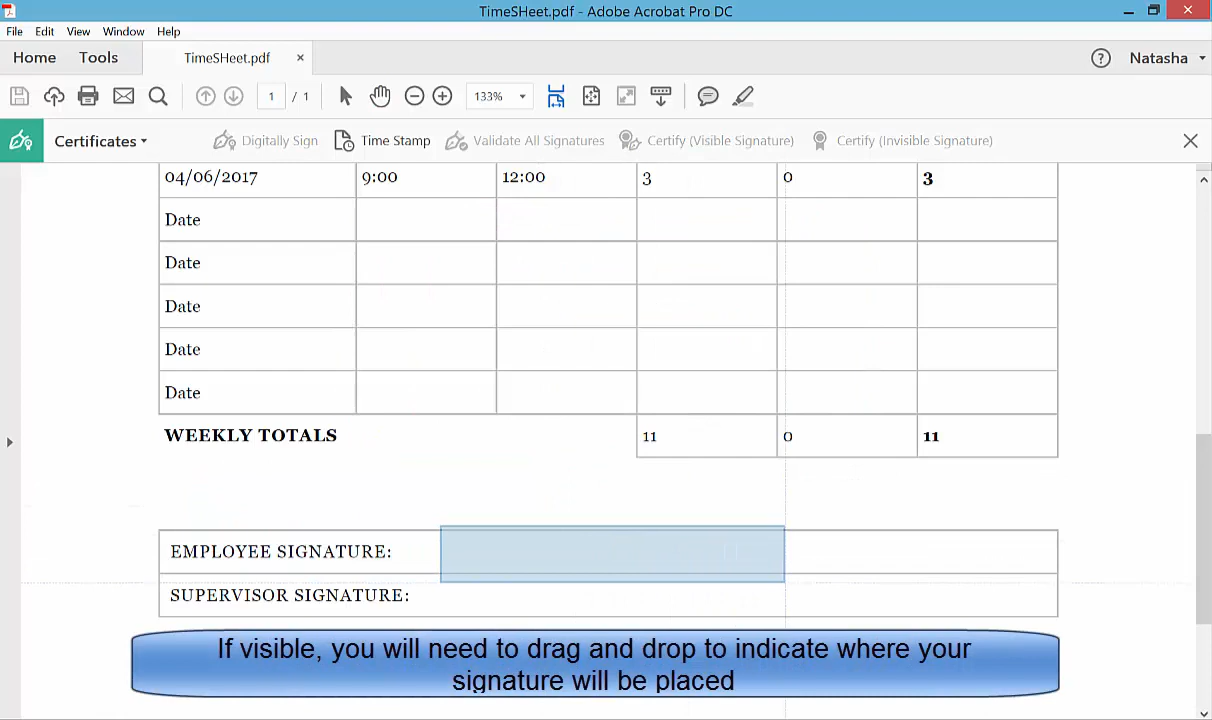 TimeSHeet.pdf - Adobe Acrobat Pro DC
File Edit View Window Help
Home Tools TimeSHeet.pdf × ? Natasha
1 / 1 133%
Certificates Digitally Sign Time Stamp Validate All Signatures Certify (Visible Signature) Certify (Invisible Signature)
04/06/2017 9:00 12:00 3 0 3
Date
Date
Date
Date
Date
WEEKLY TOTALS 11 0 11
EMPLOYEE SIGNATURE:
SUPERVISOR SIGNATURE:
If visible, you will need to drag and drop to indicate where your
signature will be placed